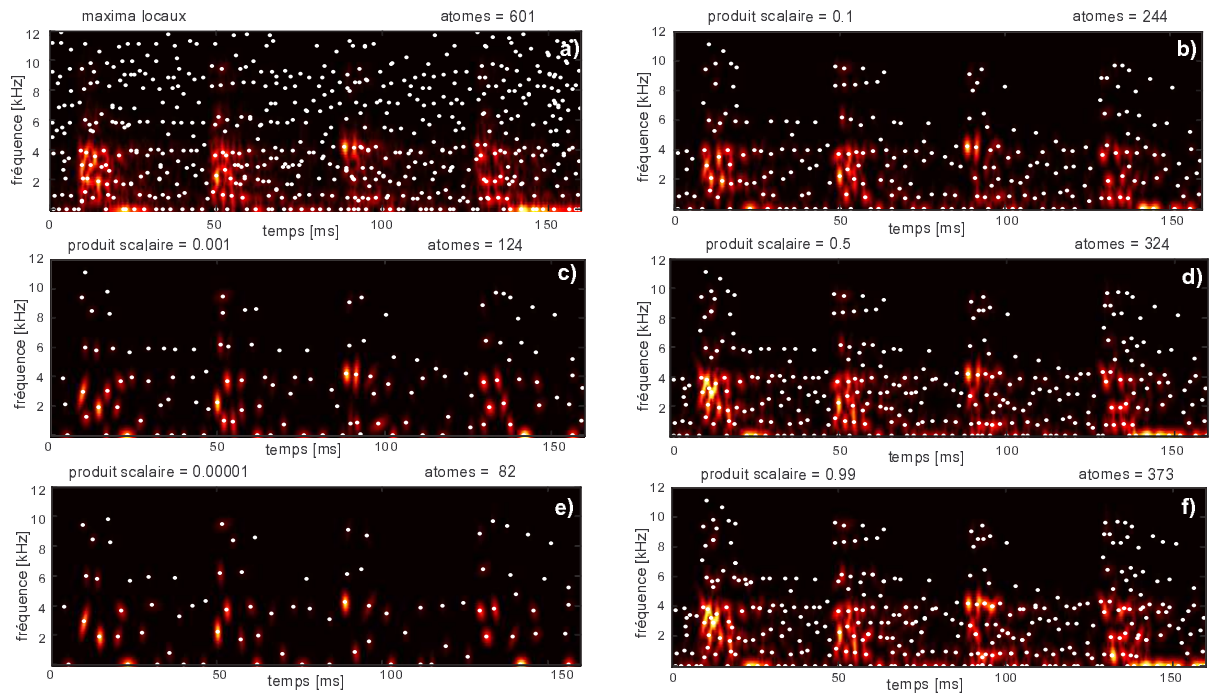 maxima locaux atomes = 601
a)
12
10
8
6
4
2
fréquence [kHz]
0 50 100 150
temps [ms]
produit scalaire = 0.1 atomes = 244
b)
12
10
8
6
4
2
fréquence [kHz]
0 50 100 150
temps [ms]
produit scalaire = 0.001 atomes = 124
c)
12
10
8
6
4
2
fréquence [kHz]
0 50 100 150
temps [ms]
produit scalaire = 0.5 atomes = 324
d)
12
10
8
6
4
2
fréquence [kHz]
0 50 100 150
temps [ms]
produit scalaire = 0.00001 atomes = 82
e)
12
10
8
6
4
2
fréquence [kHz]
0 50 100 150
temps [ms]
produit scalaire = 0.99 atomes = 373
f)
12
10
8
6
4
2
fréquence [kHz]
0 50 100 150
temps [ms]